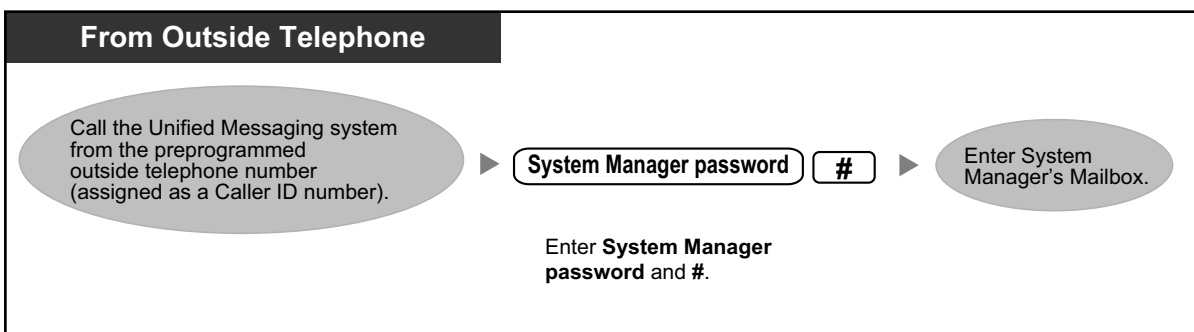 From Outside Telephone
Call the Unified Messaging system
from the preprogrammed
outside telephone number
(assigned as a Caller ID number).
System Manager password #
Enter System
Manager's Mailbox.
Enter System Manager
password and #.